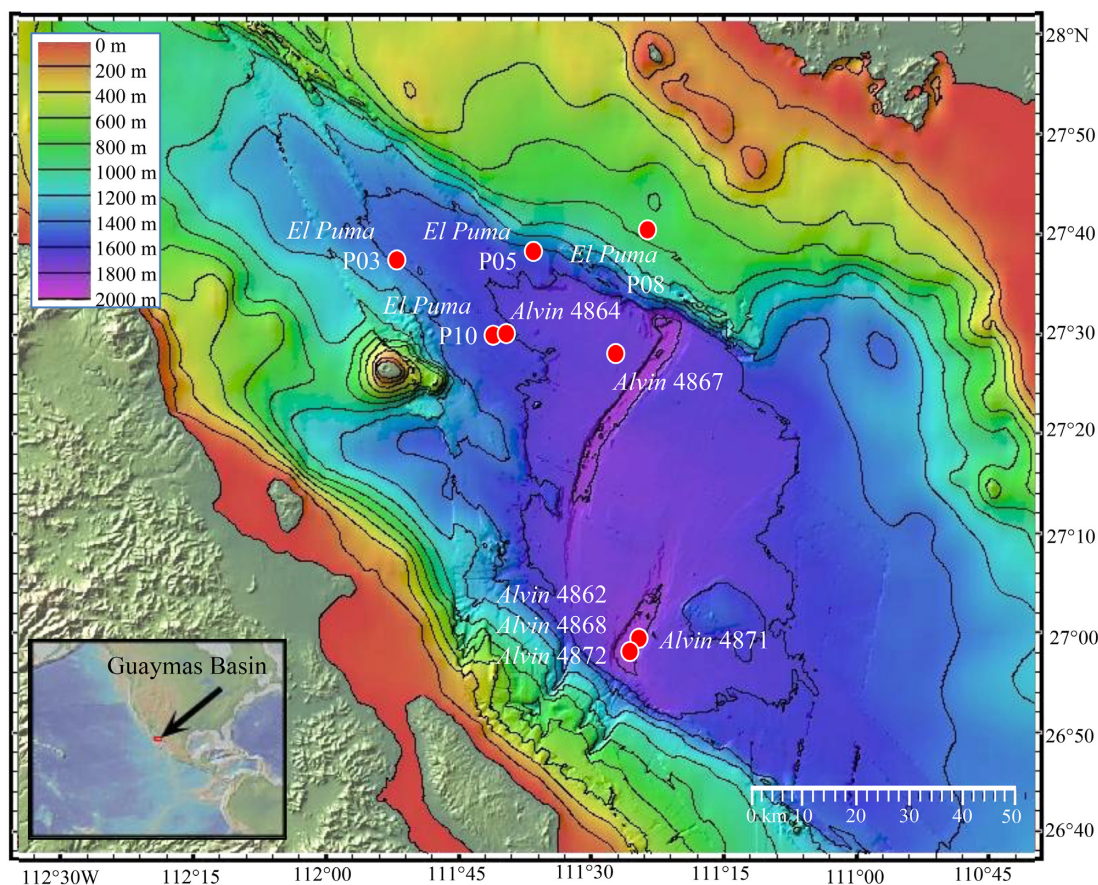 0 m
200 m
400 m
600 m
800 m
1000 m
1200 m
1400 m
1600 m
1800 m
2000 m
28°N
27°50
27°40
27°30
27°20
27°10
27°00
26°50
26°40
El Puma
P03
El Puma
P05
El Puma
P08
El Puma
P10
Alvin 4864
Alvin 4867
Alvin 4862
Alvin 4868
Alvin 4872
Alvin 4871
Guaymas Basin
0 km 10 20 30 40 50
112°30W 112°15 112°00 111°45 111°30 111°15 111°00 110°45